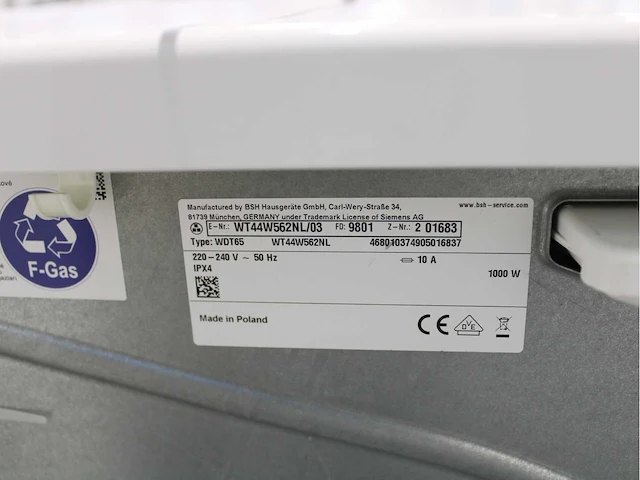 Manufactured by BSH Hausgeräte GmbH, Carl-Wery-Straße 34,
81739 München, GERMANY under Trademark License of Siemens AG
www.bsh-service.com
E-Nr.: WT44W562NL/03 FD: 9801 Z-Nr.: 2 01683
Type: WDT65 WT44W562NL 468010374905016837
220-240 V ~ 50 Hz 10 A
IPX4 1000 W
Made in Poland
CE VDE
F-Gas